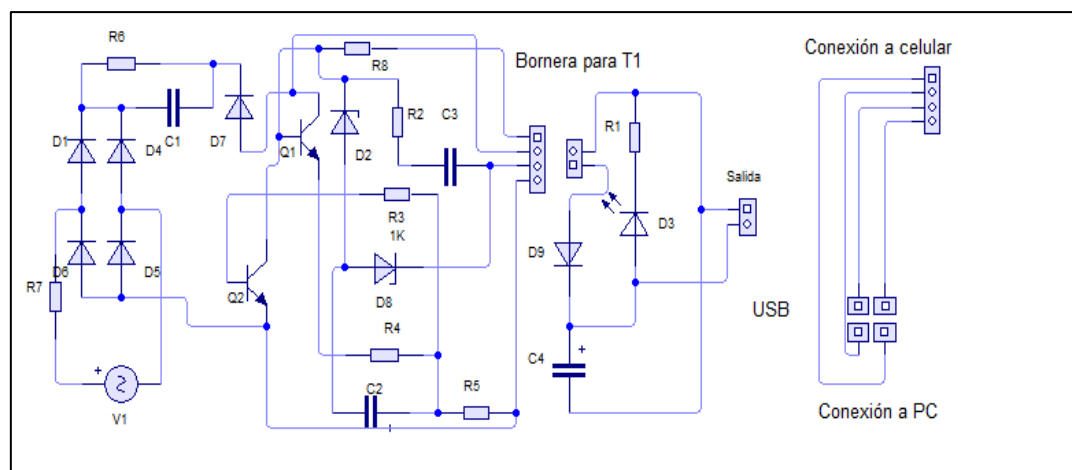 R6
R8
Bornera para T1
Conexión a celular
D1
D4
C1
D7
Q1
D2
R2
C3
R1
Salida
R3
1K
D3
D9
D6
D5
R7
Q2
D8
USB
R4
+
C4
+
V1
C2
R5
Conexión a PC